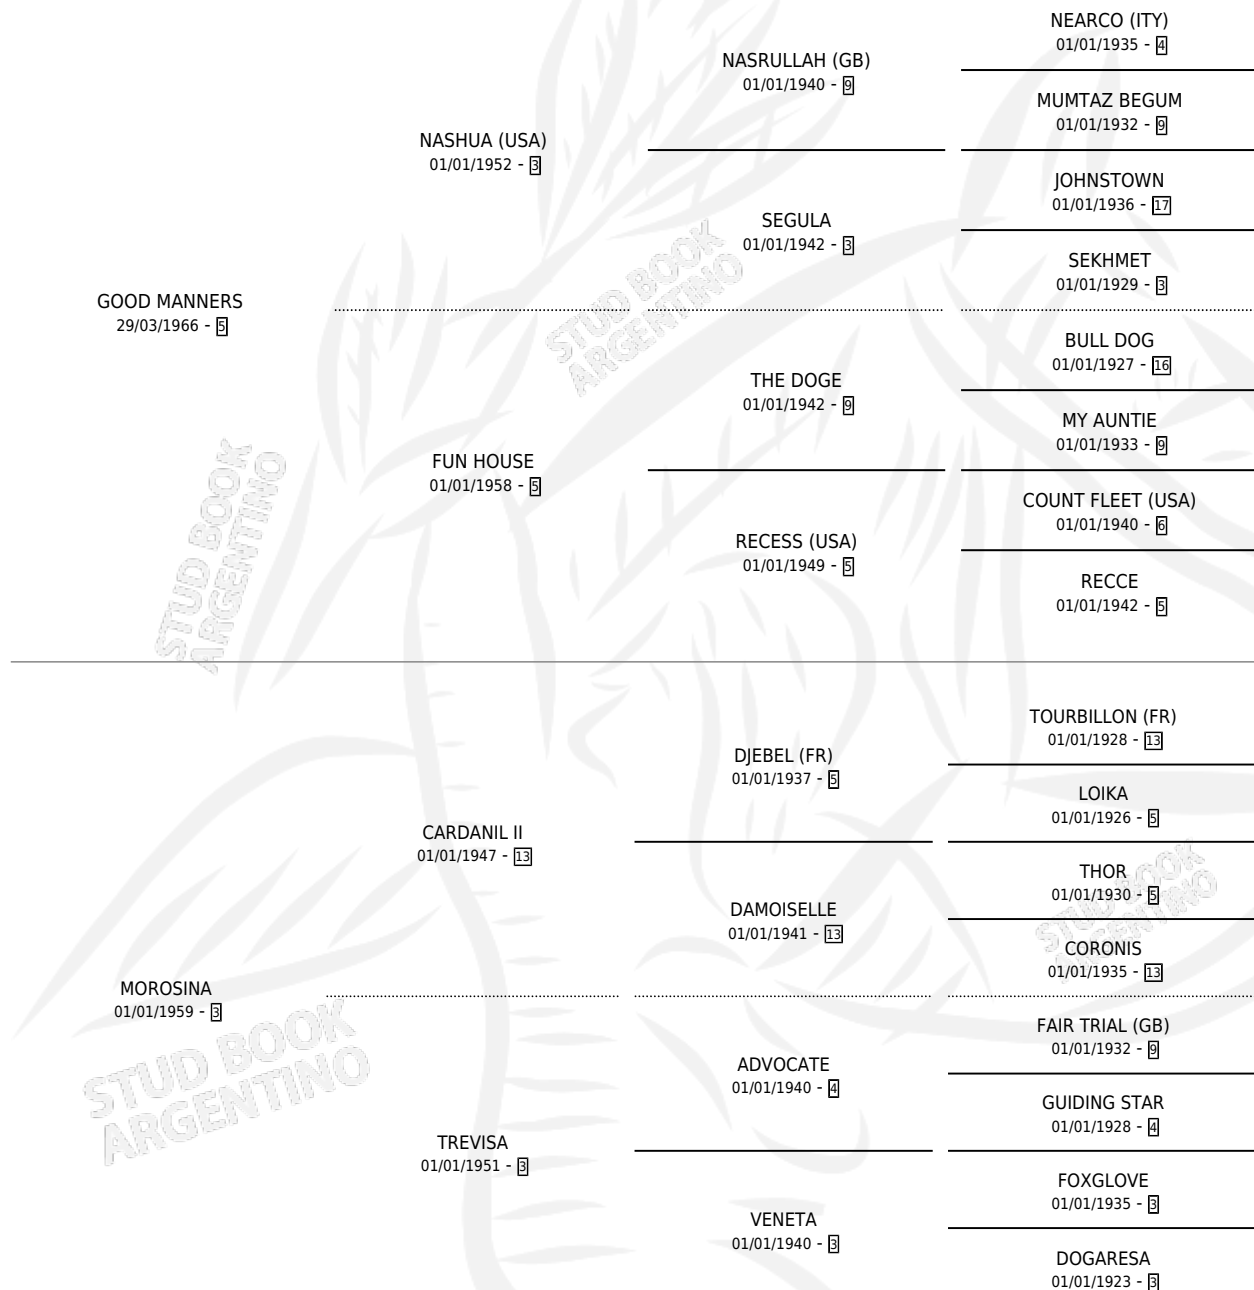 NEARCO (ITY)
01/01/1935 - 4
NASRULLAH (GB)
01/01/1940 - 9
MUMTAZ BEGUM
01/01/1932 - 9
NASHUA (USA)
01/01/1952 - 3
JOHNSTOWN
01/01/1936 - 17
SEGULA
01/01/1942 - 3
SEKHMET
01/01/1929 - 3
GOOD MANNERS
29/03/1966 - 5
BULL DOG
01/01/1927 - 16
THE DOGE
01/01/1942 - 9
MY AUNTIE
01/01/1933 - 9
FUN HOUSE
01/01/1958 - 5
COUNT FLEET (USA)
01/01/1940 - 6
RECESS (USA)
01/01/1949 - 5
RECCE
01/01/1942 - 5
STUD BOOK
ARGENTINO
STUD BOOK
ARGENTINO
TOURBILLON (FR)
01/01/1928 - 13
DJEBEL (FR)
01/01/1937 - 5
LOIKA
01/01/1926 - 5
CARDANIL II
01/01/1947 - 13
THOR
01/01/1930 - 5
DAMOISELLE
01/01/1941 - 13
CORONIS
01/01/1935 - 13
MOROSINA
01/01/1959 - 3
FAIR TRIAL (GB)
01/01/1932 - 9
ADVOCATE
01/01/1940 - 4
GUIDING STAR
01/01/1928 - 4
TREVISA
01/01/1951 - 3
FOXGLOVE
01/01/1935 - 3
VENETA
01/01/1940 - 3
DOGARESA
01/01/1923 - 3
STUD BOOK
ARGENTINO
STUD BOOK
ARGENTINO